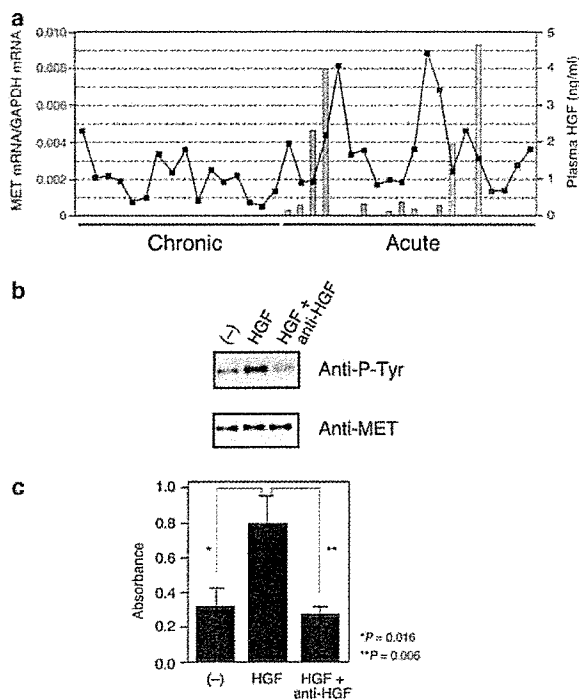 a
MET mRNA/GAPDH mRNA
0.010
0.008
0.006
0.004
0.002
0
Plasma HGF (ng/ml)
5
4
3
2
1
0
Chronic
Acute
b
(–)
HGF
HGF +
anti-HGF
Anti-P-Tyr
Anti-MET
c
Absorbance
1.0
0.8
0.6
0.4
0.2
0.0
*
**
(–)
HGF
HGF +
anti-HGF
*P = 0.016
**P = 0.006